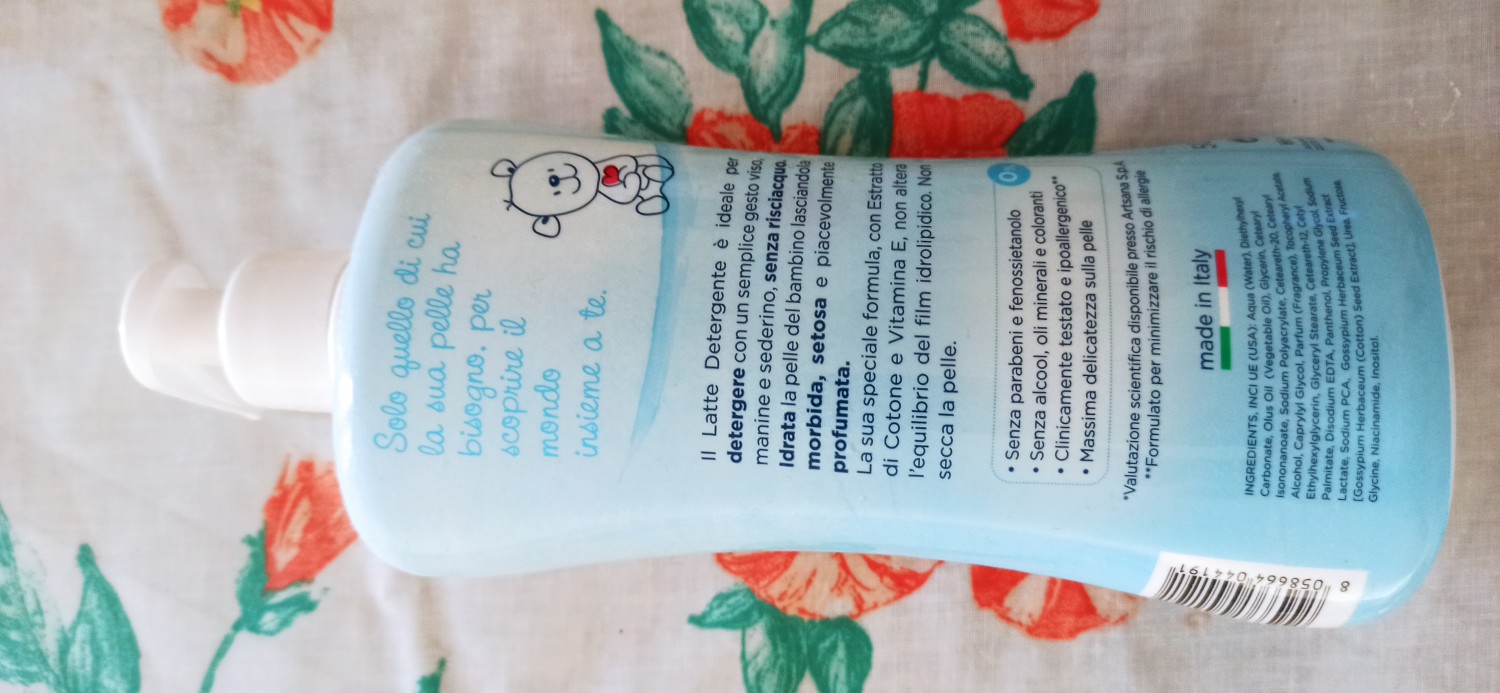 Solo quello di cui
la sua pelle ha
bisogno, per
scoprire il
mondo
insieme a te.
Il Latte Detergente è ideale per
detergere con un semplice gesto viso,
manine e sederino, senza risciacquo.
Idrata la pelle del bambino lasciandola
morbida, setosa e piacevolmente
profumata.
La sua speciale formula, con Estratto
di Cotone e Vitamina E, non altera
l'equilibrio del film idrolipidico. Non
secca la pelle.
• Senza parabeni e fenossietanolo
• Senza alcool, oli minerali e coloranti
• Clinicamente testato e ipoallergenico**
• Massima delicatezza sulla pelle
*Valutazione scientifica disponibile presso Artsana S.p.A
**Formulato per minimizzare il rischio di allergie
made in Italy
INGREDIENTS, INCI UE (USA): Aqua (Water), Diethylhexyl
Carbonate, Olus Oil (Vegetable Oil), Glycerin, Cetearyl
Isononanoate, Sodium Polyacrylate, Ceteareth-20, Cetearyl
Alcohol, Caprylyl Glycol, Parfum (Fragrance), Tocopheryl Acetate,
Ethylhexylglycerin, Glyceryl Stearate, Ceteareth-12, Cetyl
Palmitate, Disodium EDTA, Panthenol, Propylene Glycol, Sodium
Lactate, Sodium PCA, Gossypium Herbaceum Seed Extract
[Gossypium Herbaceum (Cotton) Seed Extract], Urea, Fructose,
Glycine, Niacinamide, Inositol.
8 058664 044191